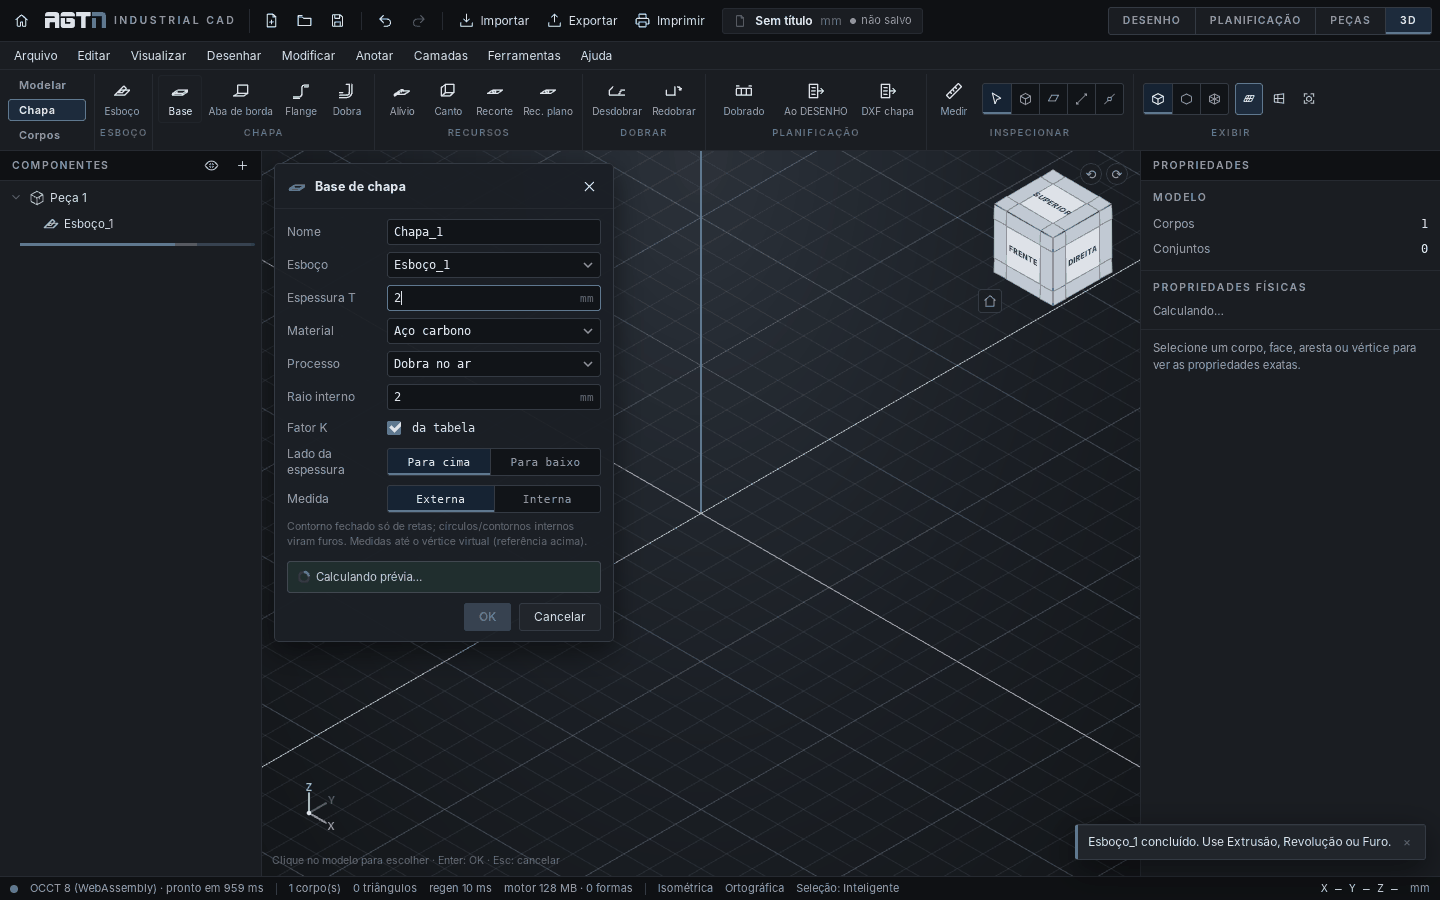 AGTN INDUSTRIAL CAD
Importar
Exportar
Imprimir
Sem título mm ● não salvo
DESENHO
PLANIFICAÇÃO
PEÇAS
3D
Arquivo
Editar
Visualizar
Desenhar
Modificar
Anotar
Camadas
Ferramentas
Ajuda
Modelar
Chapa
Corpos
Esboço
ESBOÇO
Base
Aba de borda
Flange
Dobra
CHAPA
Alívio
Canto
Recorte
Rec. plano
RECURSOS
Desdobrar
Redobrar
DOBRAR
Dobrado
Ao DESENHO
DXF chapa
PLANIFICAÇÃO
Medir
INSPECIONAR
EXIBIR
COMPONENTES
Peça 1
Esboço_1
Base de chapa
Nome
Chapa_1
Esboço
Esboço_1
Espessura T
2 mm
Material
Aço carbono
Processo
Dobra no ar
Raio interno
2 mm
Fator K
da tabela
Lado da
espessura
Para cima
Para baixo
Medida
Externa
Interna
Contorno fechado só de retas; círculos/contornos internos
viram furos. Medidas até o vértice virtual (referência acima).
Calculando prévia...
OK
Cancelar
SUPERIOR
FRENTE
DIREITA
Z
Y
X
Clique no modelo para escolher · Enter: OK · Esc: cancelar
PROPRIEDADES
MODELO
Corpos 1
Conjuntos 0
PROPRIEDADES FÍSICAS
Calculando...
Selecione um corpo, face, aresta ou vértice para
ver as propriedades exatas.
Esboço_1 concluído. Use Extrusão, Revolução ou Furo. ×
OCCT 8 (WebAssembly) · pronto em 959 ms
1 corpo(s)
0 triângulos
regen 10 ms
motor 128 MB · 0 formas
Isométrica
Ortográfica
Seleção: Inteligente
X — Y — Z — mm